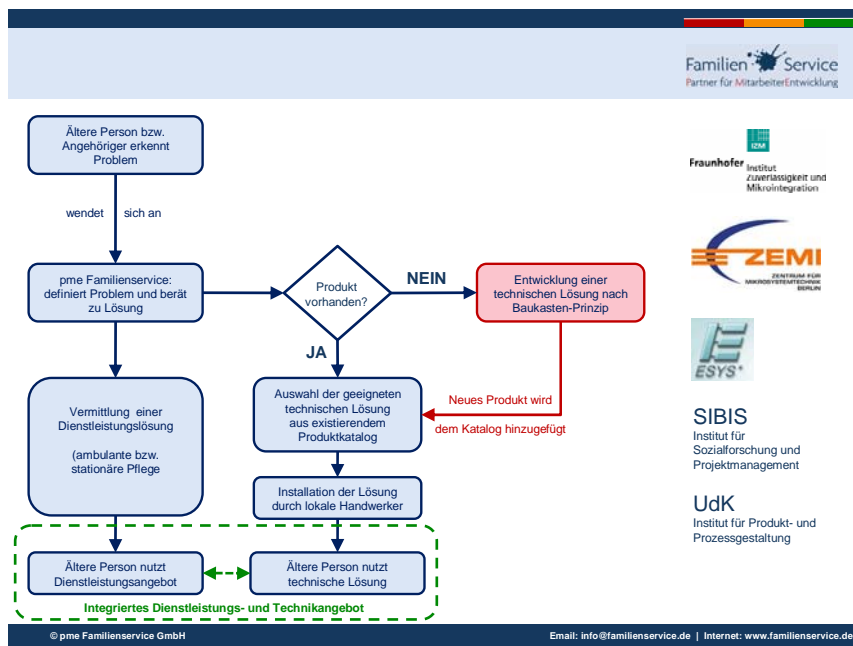 Familien Service
Partner für MitarbeiterEntwicklung
Ältere Person bzw.
Angehöriger erkennt
Problem
wendet sich an
pme Familienservice:
definiert Problem und berät
zu Lösung
Produkt
vorhanden?
NEIN
Entwicklung einer
technischen Lösung nach
Baukasten-Prinzip
JA
Vermittlung einer
Dienstleistungslösung
(ambulante bzw.
stationäre Pflege
Auswahl der geeigneten
technischen Lösung
aus existierendem
Produktkatalog
Neues Produkt wird
dem Katalog hinzugefügt
Installation der Lösung
durch lokale Handwerker
Ältere Person nutzt
Dienstleistungsangebot
Ältere Person nutzt
technische Lösung
Integriertes Dienstleistungs- und Technikangebot
IZM
Fraunhofer Institut
Zuverlässigkeit und
Mikrointegration
ZEMI
ZENTRUM FÜR
MIKROSYSTEMTECHNIK
BERLIN
ESYS
SIBIS
Institut für
Sozialforschung und
Projektmanagement
UdK
Institut für Produkt- und
Prozessgestaltung
© pme Familienservice GmbH
Email: info@familienservice.de | Internet: www.familienservice.de